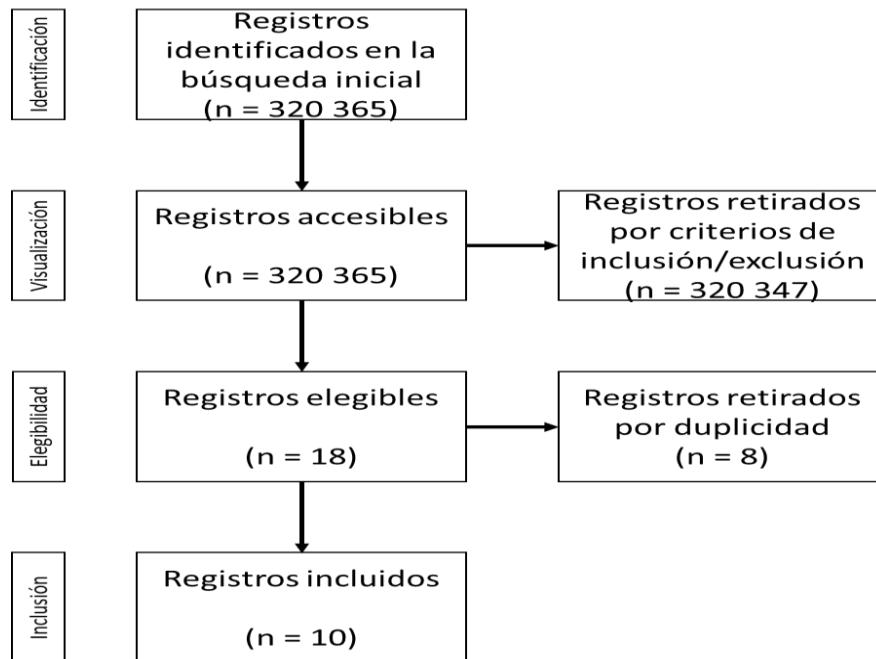 Identificación
Registros
identificados en la
búsqueda inicial
(n = 320 365)
Visualización
Registros accesibles
(n = 320 365)
Registros retirados
por criterios de
inclusión/exclusión
(n = 320 347)
Elegibilidad
Registros elegibles
(n = 18)
Registros retirados
por duplicidad
(n = 8)
Inclusión
Registros incluidos
(n = 10)